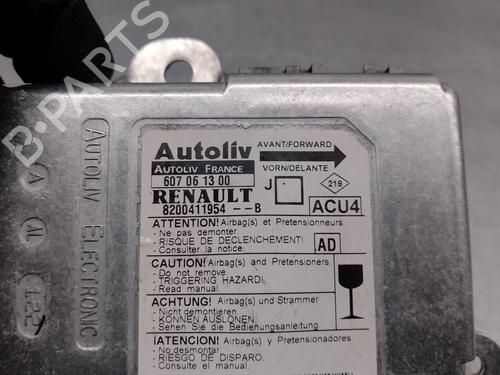 Autoliv
AVANT/FORWARD
AUTOLIV FRANCE
VORN/DELANTE
607 06 13 00
J
219
RENAULT
8200411954 --B
ACU4
ATTENTION! Airbag(s) et Pretensionneurs.
- Ne pas demonter.
- RISQUE DE DECLENCHEMENT!
- Consulter la notice.
AD
CAUTION! Airbag(s) and Pretensioners.
- Do not remove
- TRIGGERING HAZARD!
- Read manual.
ACHTUNG! Airbag(s) und Strammer
- Nicht demontieren
- KONNEN AUSLOSEN
- Sehen Sie die Bedienungsanleitung
¡ATENCION! Airbag(s) y Pretensionadores.
- No desmontar
- RIESGO DE DISPARO.
- Consultar el manual.
AUTOLIV ELECTRONIC
122
B-PARTS